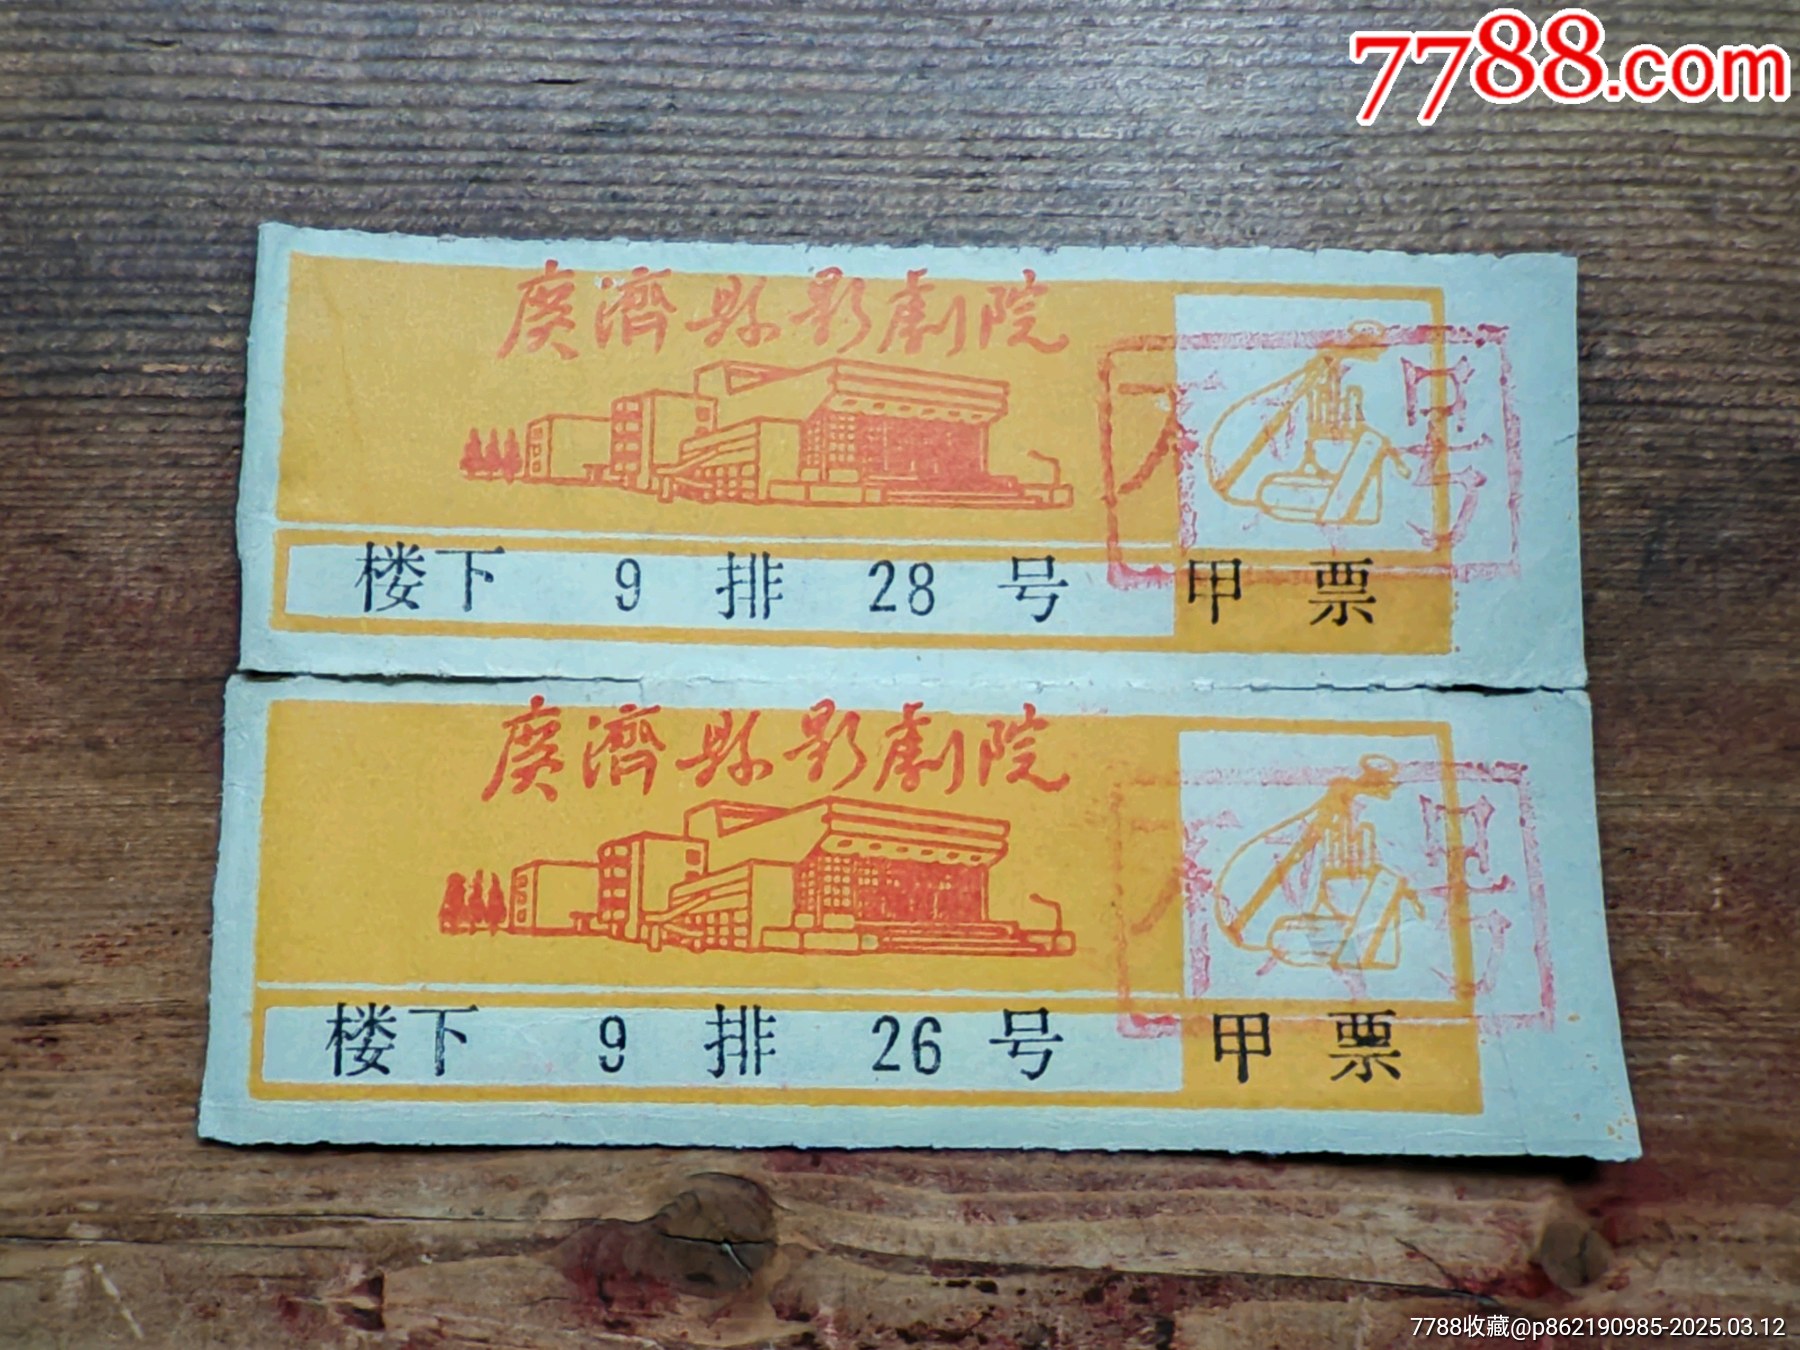 7788.com
廣濟縣影劇院
号
楼下 9 排 28 号 甲 票
廣濟縣影劇院
号
楼下 9 排 26 号 甲 票
7788收藏@p862190985-2025.03.12